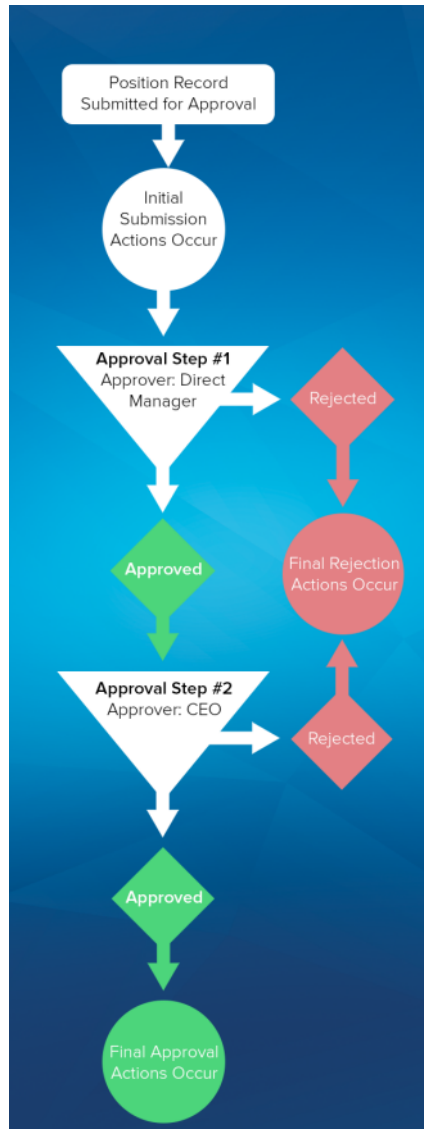 Position Record
Submitted for Approval
Initial
Submission
Actions Occur
Approval Step #1
Approver: Direct
Manager
Rejected
Approved
Final Rejection
Actions Occur
Approval Step #2
Approver: CEO
Rejected
Approved
Final Approval
Actions Occur